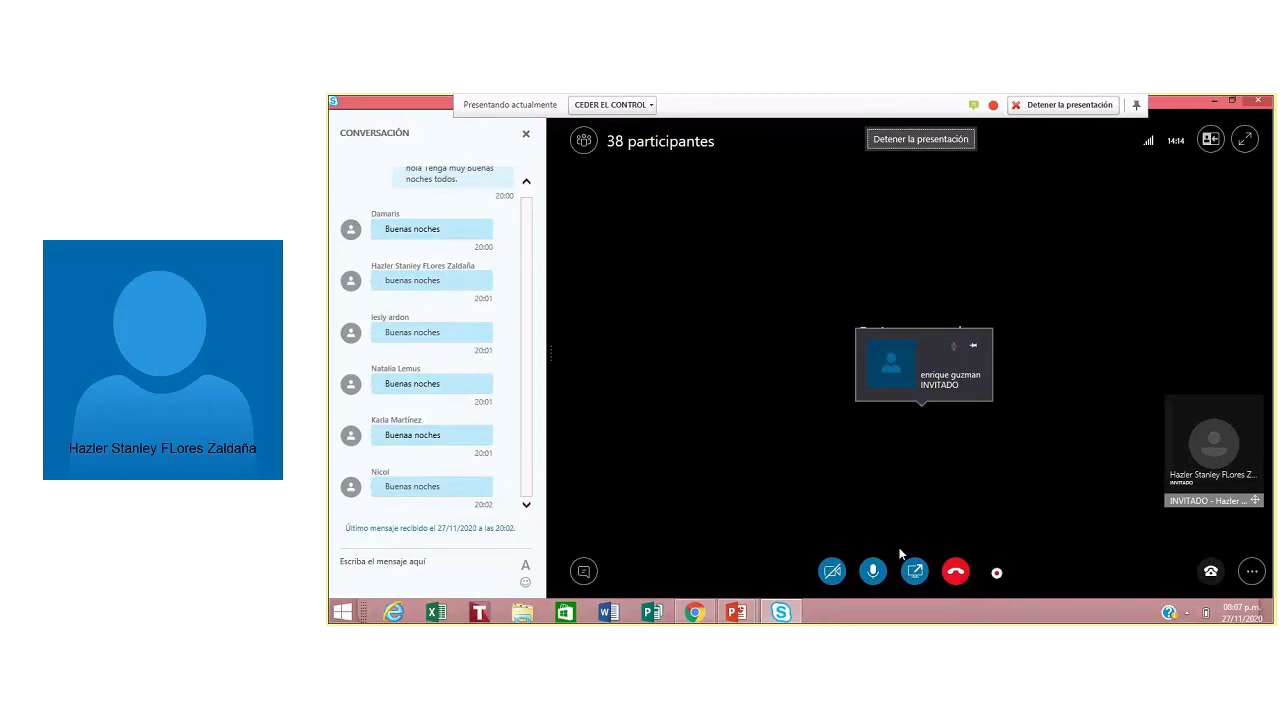 Presentando actualmente
CEDER EL CONTROL
Detener la presentación
CONVERSACIÓN
38 participantes
Detener la presentación
14:14
hola Tenga muy buenas
noches todos.
20:00
Damaris
Buenas noches
20:00
Hazler Stanley FLores Zaldaña
buenas noches
20:01
lesly ardon
Buenas noches
20:01
Natalia Lemus
Buenas noches
20:01
Karla Martínez
Buenaa noches
20:01
Nicol
Buenas noches
20:02
Último mensaje recibido el 27/11/2020 a las 20:02.
Escriba el mensaje aquí
A
enrique guzman
INVITADO
Hazler Stanley FLores Z...
INVITADO
INVITADO - Hazler ...
Hazler Stanley FLores Zaldaña
08:07 p.m.
27/11/2020